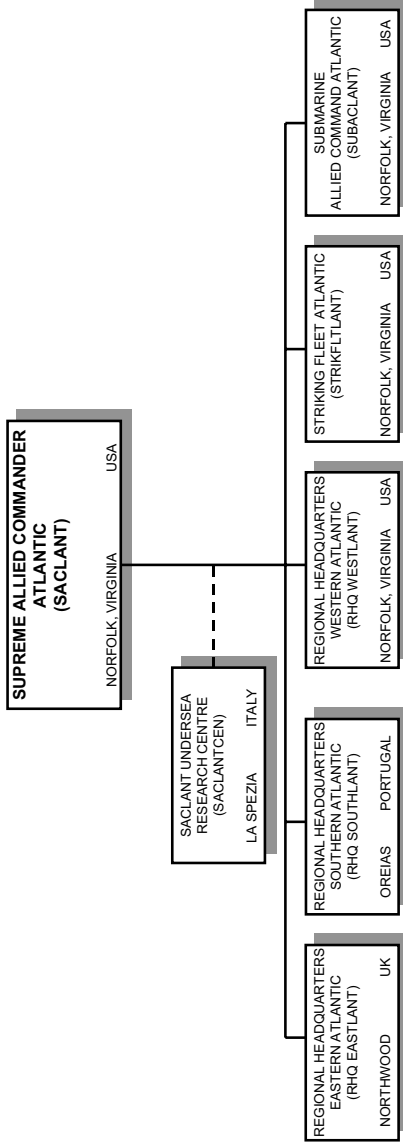 SUPREME ALLIED COMMANDER
ATLANTIC
(SACLANT)
NORFOLK, VIRGINIA USA
SACLANT UNDERSEA
RESEARCH CENTRE
(SACLANTCEN)
LA SPEZIA ITALY
REGIONAL HEADQUARTERS
EASTERN ATLANTIC
(RHQ EASTLANT)
NORTHWOOD UK
REGIONAL HEADQUARTERS
SOUTHERN ATLANTIC
(RHQ SOUTHLANT)
OREIAS PORTUGAL
REGIONAL HEADQUARTERS
WESTERN ATLANTIC
(RHQ WESTLANT)
NORFOLK, VIRGINIA USA
STRIKING FLEET ATLANTIC
(STRIKFLTLANT)
NORFOLK, VIRGINIA USA
SUBMARINE
ALLIED COMMAND ATLANTIC
(SUBACLANT)
NORFOLK, VIRGINIA USA